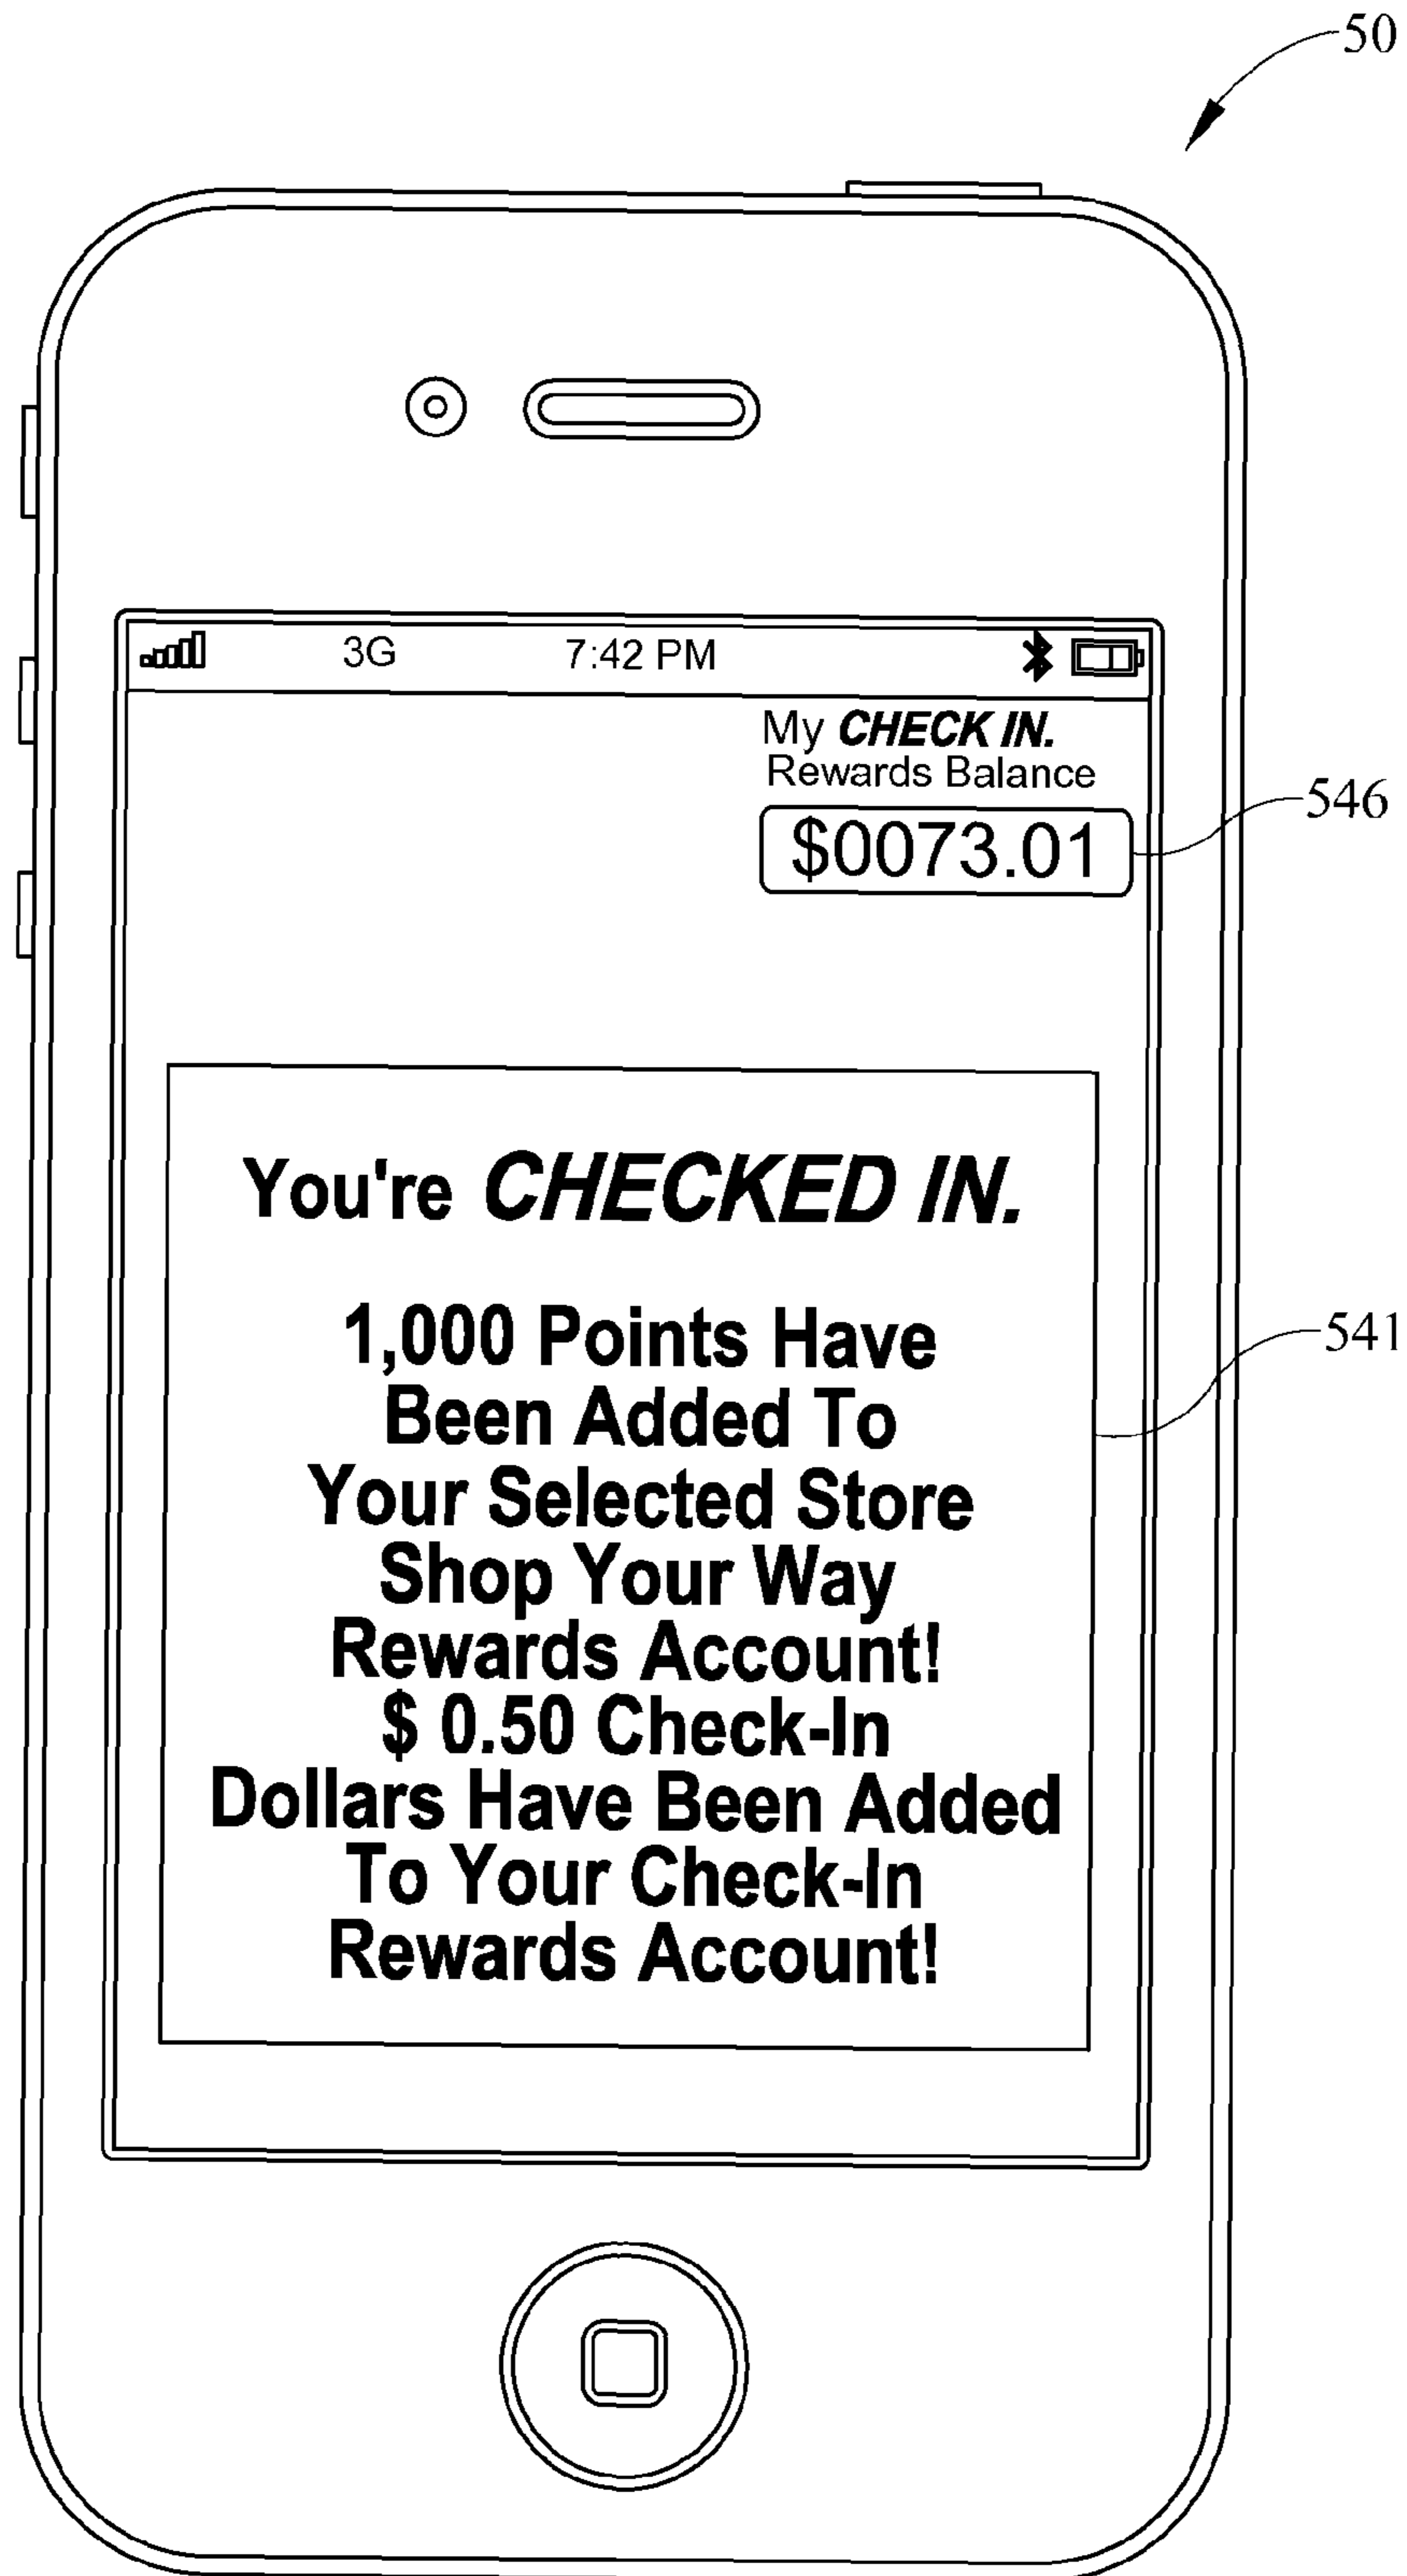 50
3G 7:42 PM
My CHECK IN.
Rewards Balance
$0073.01
546
You're CHECKED IN.
1,000 Points Have
Been Added To
541
Your Selected Store
Shop Your Way
Rewards Account!
$ 0.50 Check-In
Dollars Have Been Added
To Your Check-In
Rewards Account!